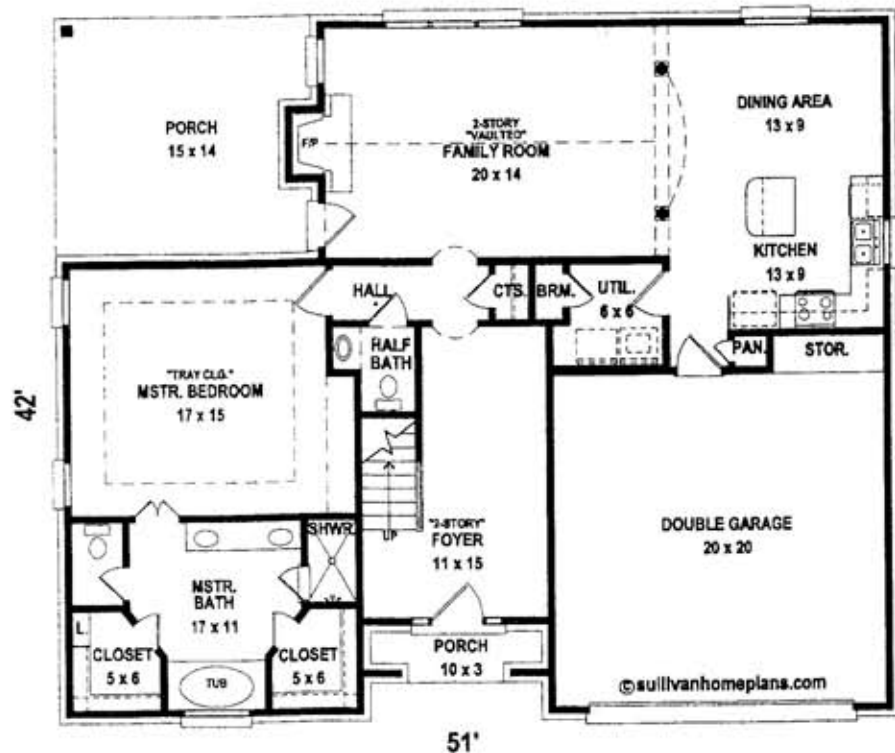 PORCH
15 x 14
F/P
2-STORY
"VAULTED"
FAMILY ROOM
20 x 14
DINING AREA
13 x 9
KITCHEN
13 x 9
HALL
CTS.
BRM.
UTIL.
6 x 6
HALF
BATH
PAN.
STOR.
"TRAY CLG."
MSTR. BEDROOM
17 x 15
42'
UP
SHWR.
"2-STORY"
FOYER
11 x 15
DOUBLE GARAGE
20 x 20
MSTR.
BATH
17 x 11
L.
CLOSET
5 x 6
TUB
CLOSET
5 x 6
PORCH
10 x 3
©sullivanhomeplans.com
51'